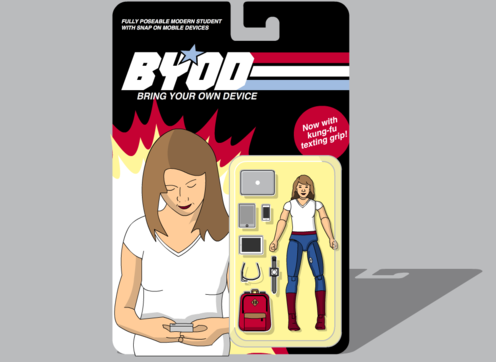 FULLY POSEABLE MODERN STUDENT
WITH SNAP ON MOBILE DEVICES
BYOD
BRING YOUR OWN DEVICE
Now with
kung-fu
texting grip!